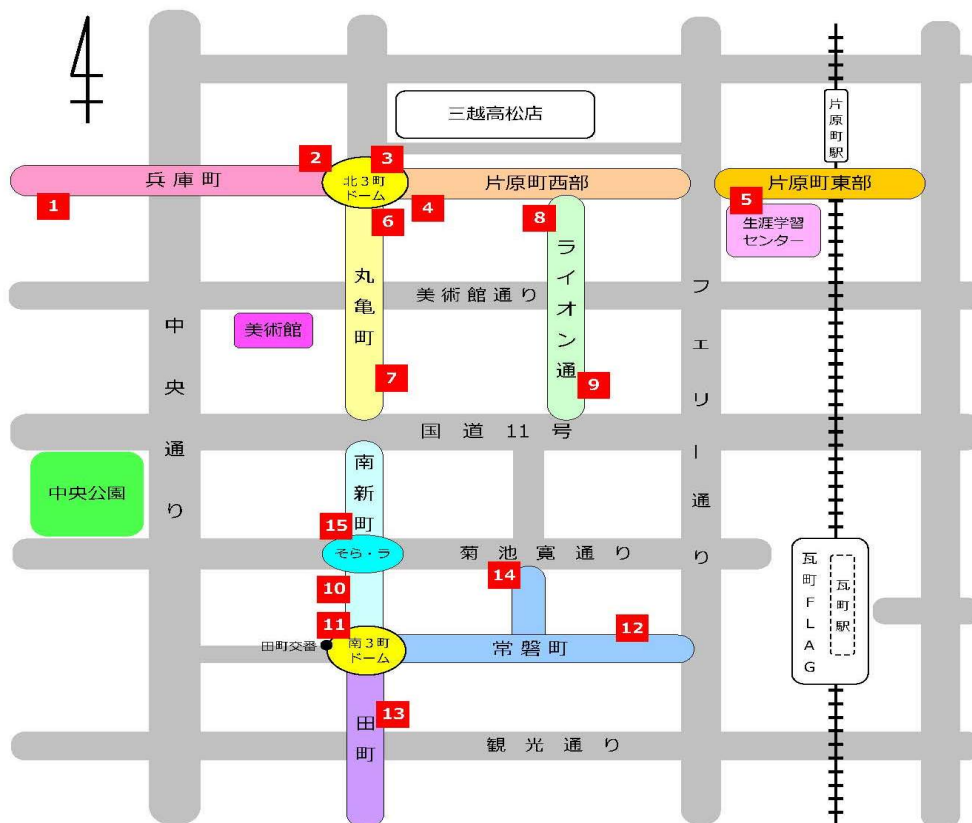 三越高松店
片原町駅
2
3
兵庫町
北3町
ドーム
片原町西部
片原町東部
1
4
5
6
8
生涯学習
センター
丸亀町
ライオン通
美術館通り
フェリー通り
中央通り
美術館
7
9
国道11号
南新町
中央公園
15
そら・ラ
菊池寛通り
14
瓦町FLAG
瓦町駅
10
11
12
田町交番
南3町
ドーム
常磐町
13
田町
観光通り